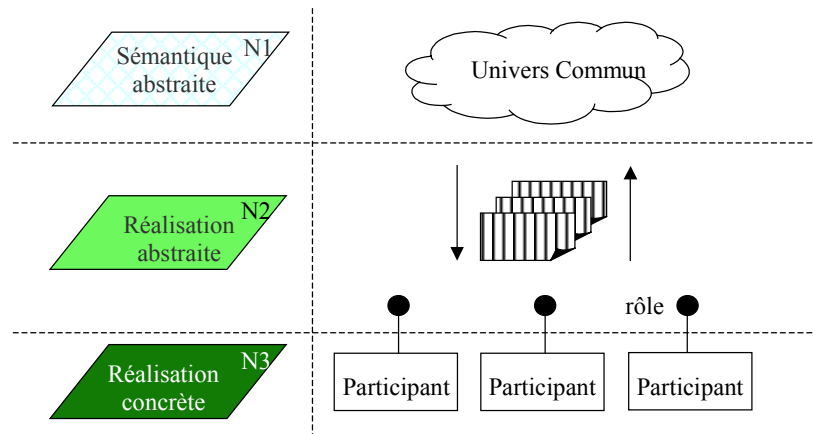 N1
Sémantique
abstraite
Univers Commun
N2
Réalisation
abstraite
rôle
N3
Réalisation
concrète
Participant
Participant
Participant